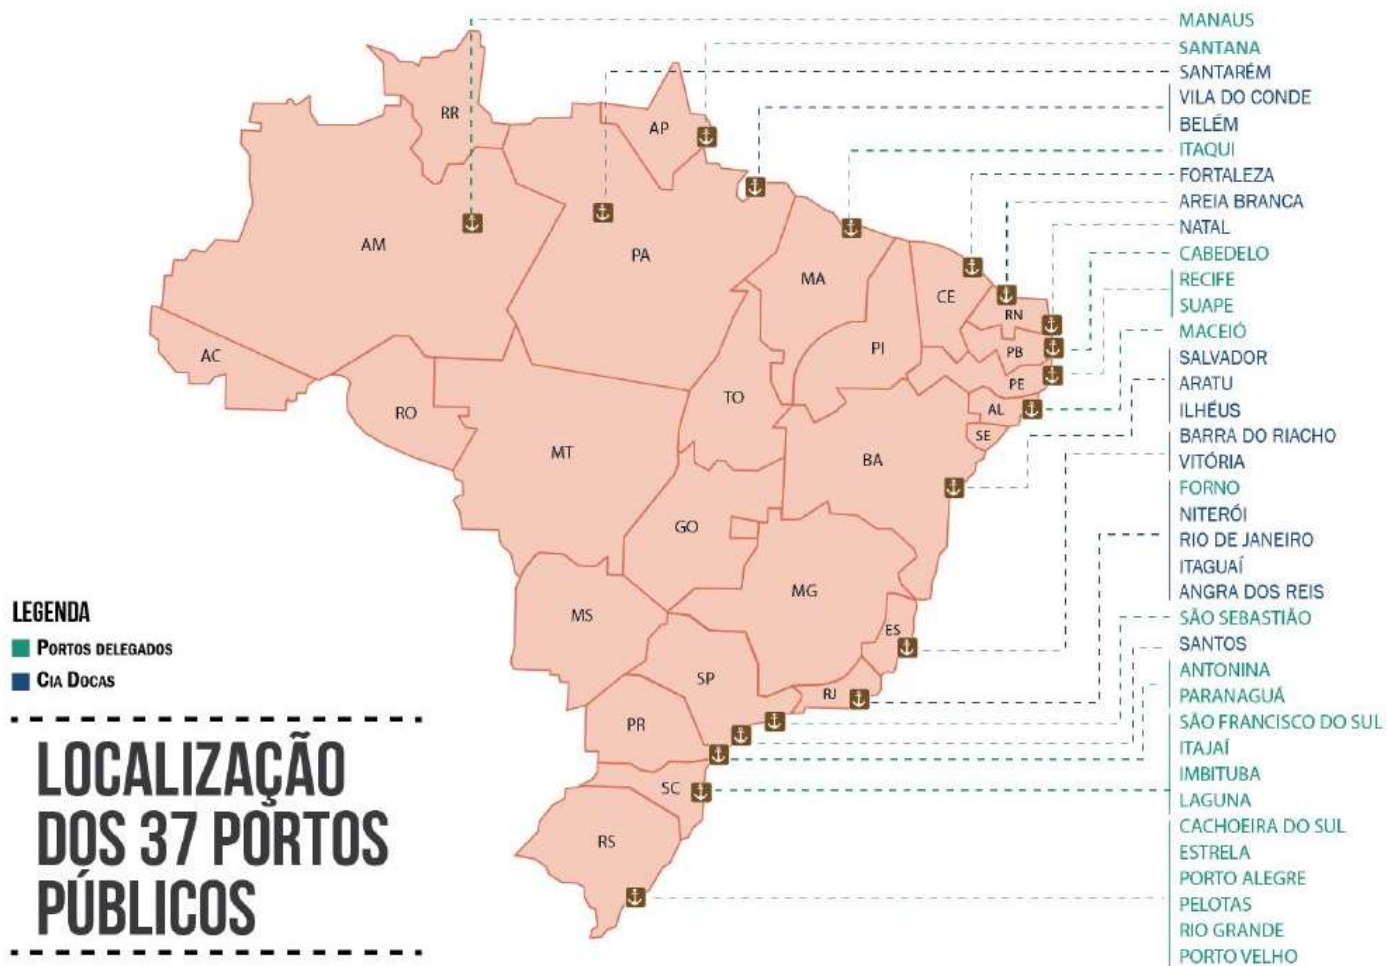 MANAUS
SANTANA
SANTARÉM
VILA DO CONDE
BELÉM
ITAQUI
FORTALEZA
AREIA BRANCA
NATAL
CABEDELO
RECIFE
SUAPE
MACEIÓ
SALVADOR
ARATU
ILHÉUS
BARRA DO RIACHO
VITÓRIA
FORNO
NITERÓI
RIO DE JANEIRO
ITAGUAÍ
ANGRA DOS REIS
SÃO SEBASTIÃO
SANTOS
ANTONINA
PARANAGUÁ
SÃO FRANCISCO DO SUL
ITAJAÍ
IMBITUBA
LAGUNA
CACHOEIRA DO SUL
ESTRELA
PORTO ALEGRE
PELOTAS
RIO GRANDE
PORTO VELHO
RR
AP
AM
PA
MA
CE
RN
PI
PB
PE
AC
TO
AL
RO
SE
MT
BA
GO
MG
MS
ES
SP
RJ
PR
SC
RS
LEGENDA
PORTOS DELEGADOS
CIA DOCAS
LOCALIZAÇÃO
DOS 37 PORTOS
PÚBLICOS